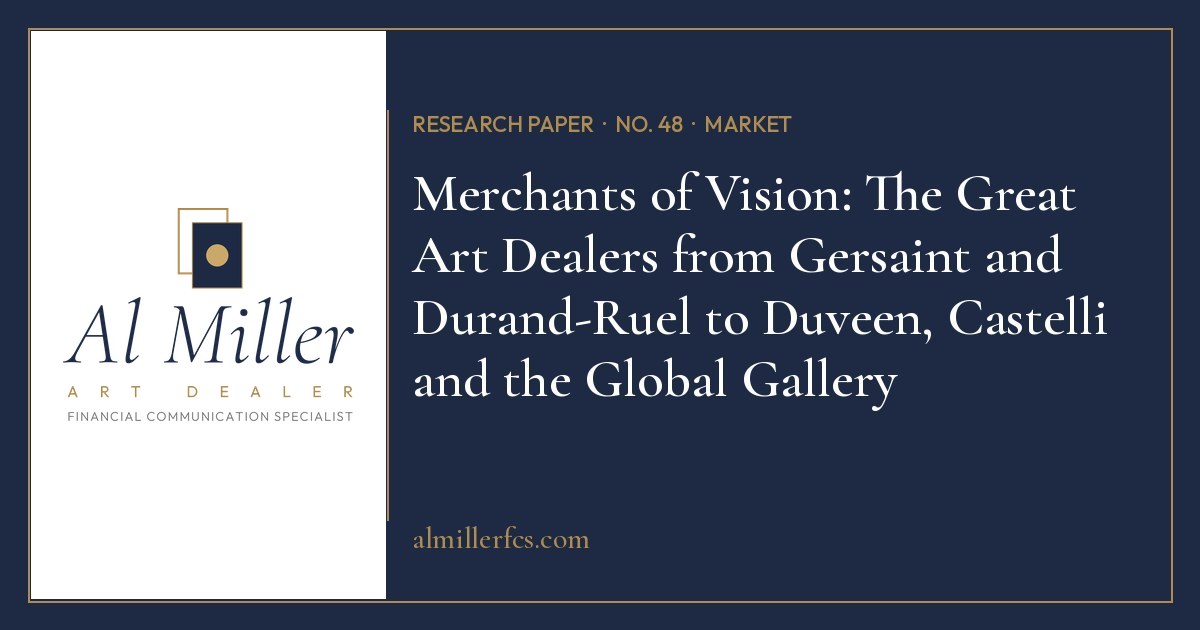 Al Miller
ART DEALER
FINANCIAL COMMUNICATION SPECIALIST
RESEARCH PAPER · NO. 48 · MARKET
Merchants of Vision: The Great
Art Dealers from Gersaint and
Durand-Ruel to Duveen, Castelli
and the Global Gallery
almillerfcs.com